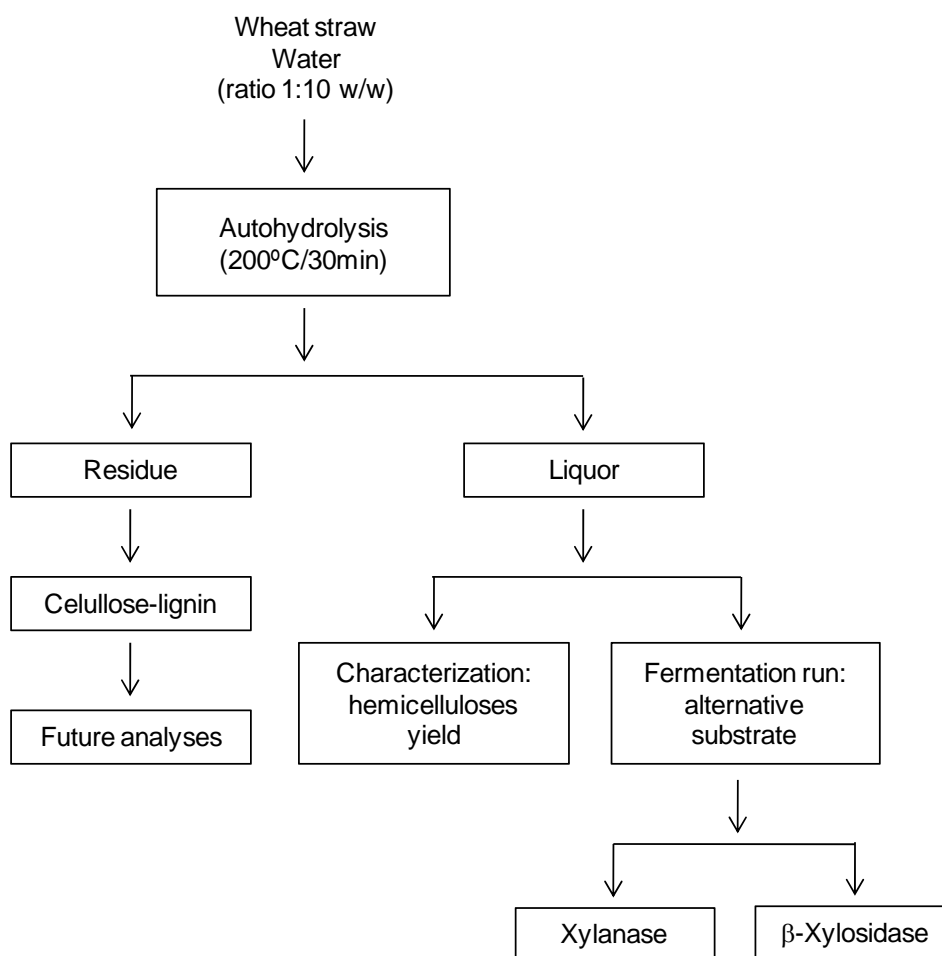 Wheat straw
Water
(ratio 1:10 w/w)
Autohydrolysis
(200ºC/30min)
Residue
Liquor
Celullose-lignin
Characterization:
hemicelluloses
yield
Fermentation run:
alternative
substrate
Future analyses
Xylanase
β-Xylosidase